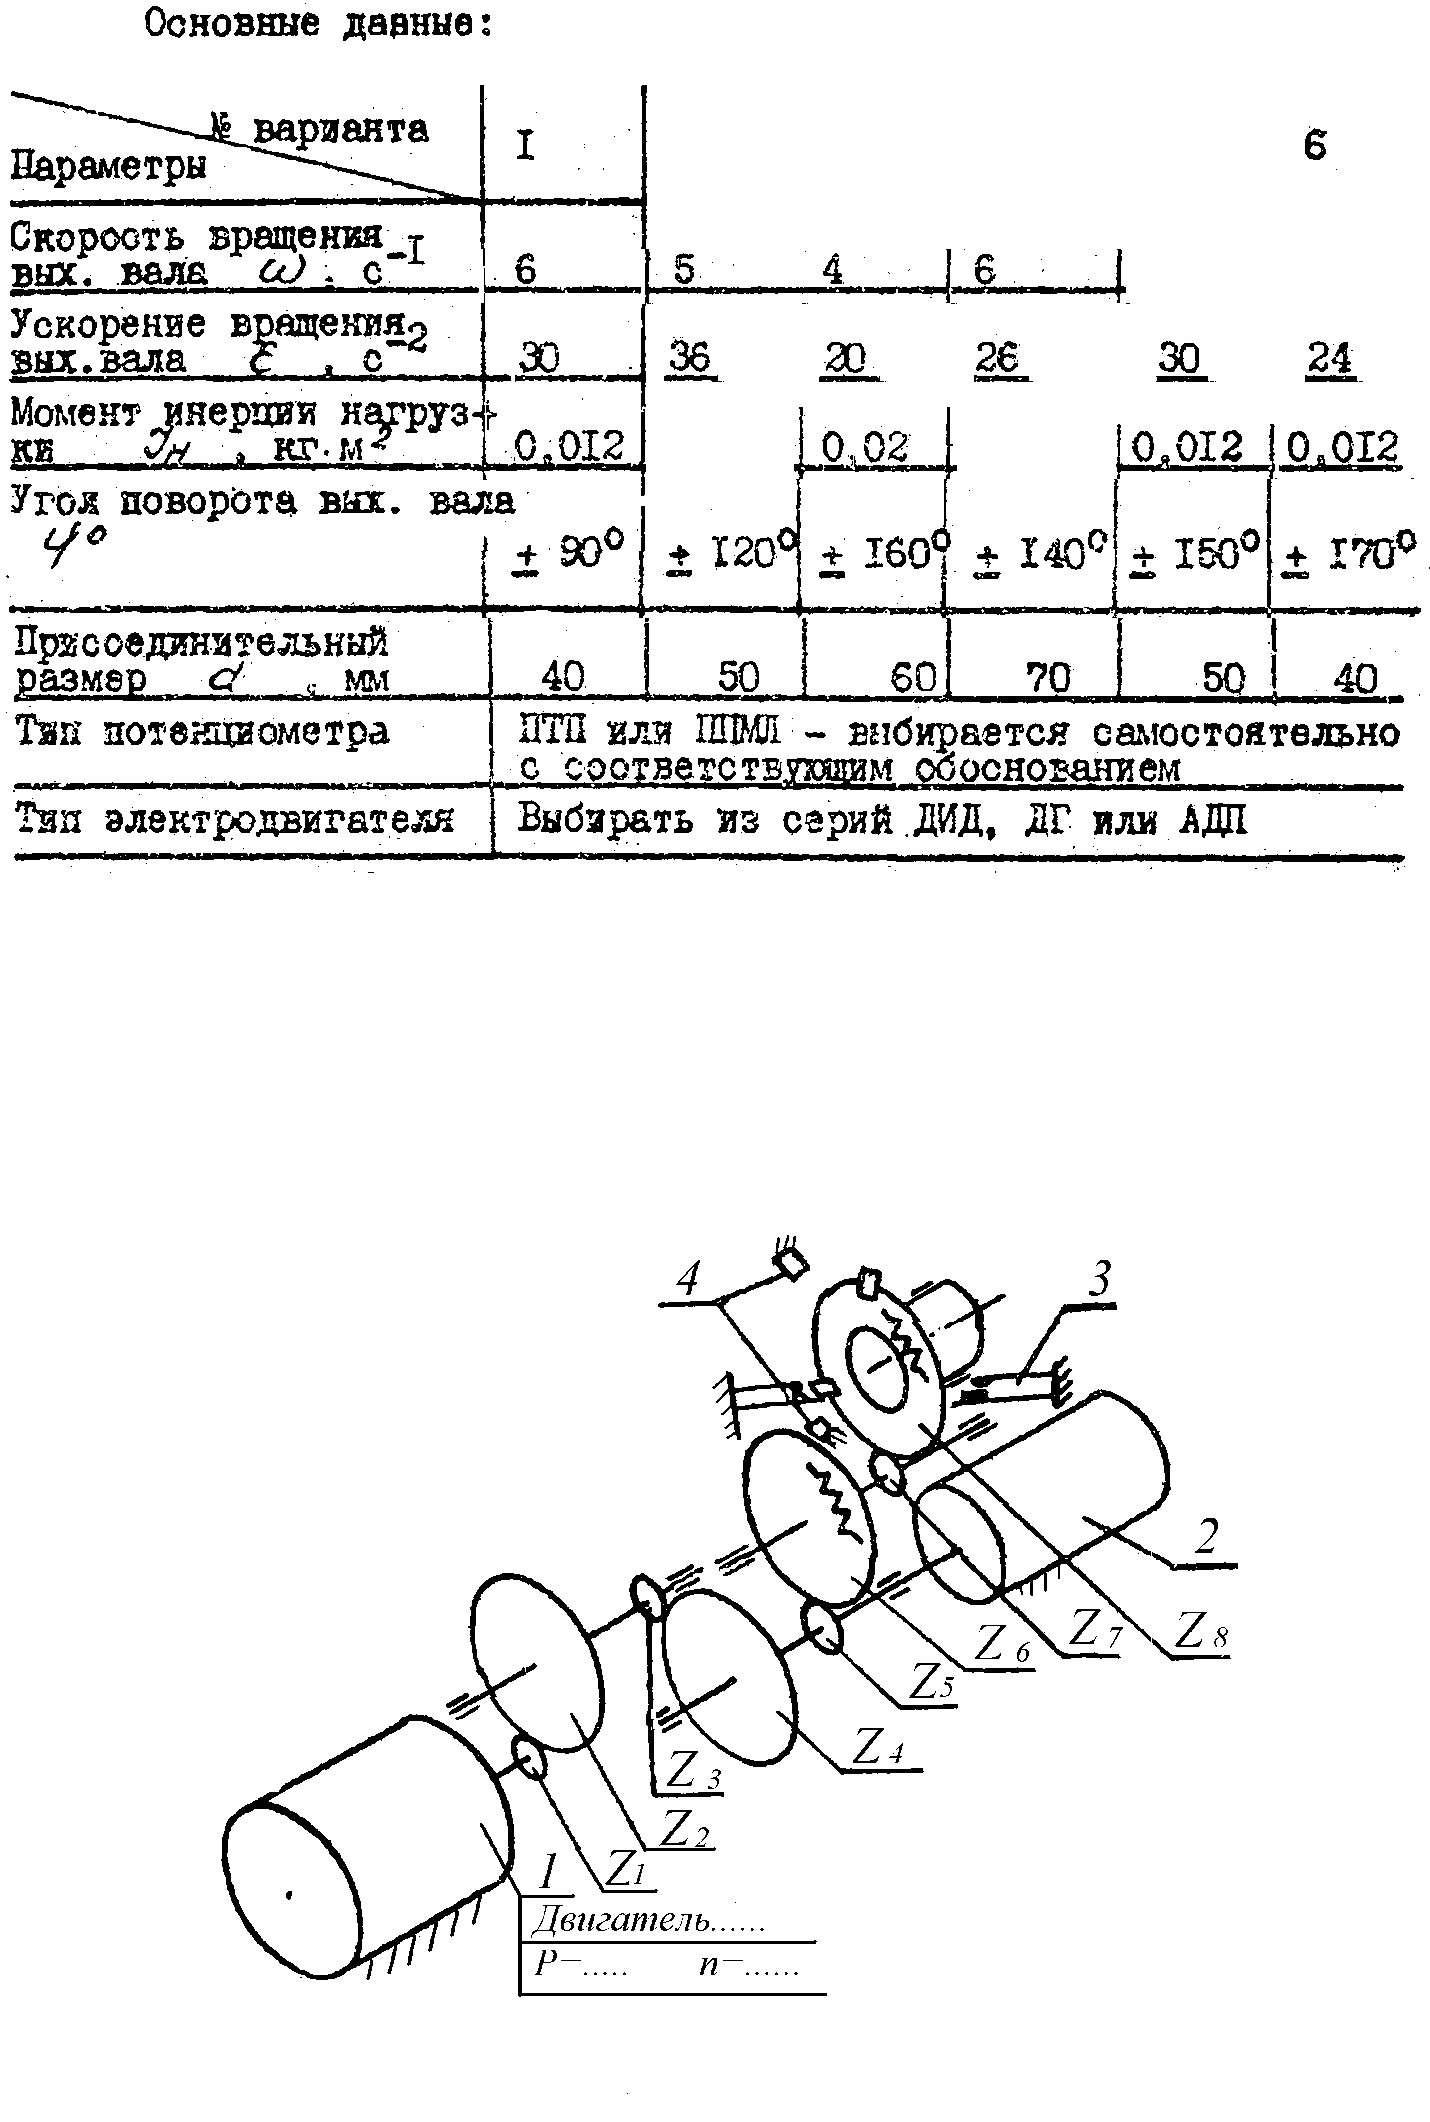 Основные данные:
№ варианта I 6
Параметры
Скорость вращения
вых. вала ω, с⁻¹ 6 5 4 6
Ускорение вращения
вых. вала ε, с⁻² 30 36 20 26 30 24
Момент инерции нагруз-
ки Jн, кг·м² 0,012 0,02 0,012 0,012
Угол поворота вых. вала
φ° ± 90° ± 120° ± 160° ± 140° ± 150° ± 170°
Присоединительный
размер d, мм 40 50 60 70 50 40
Тип потенциометра ПТП или ППМЛ - выбирается самостоятельно
с соответствующим обоснованием
Тип электродвигателя Выбирать из серий ДИД, ДГ или АДП
4
3
2
Z7
Z8
Z6
Z5
Z4
Z3
Z2
Z1
1
Двигатель......
P–..... n–......